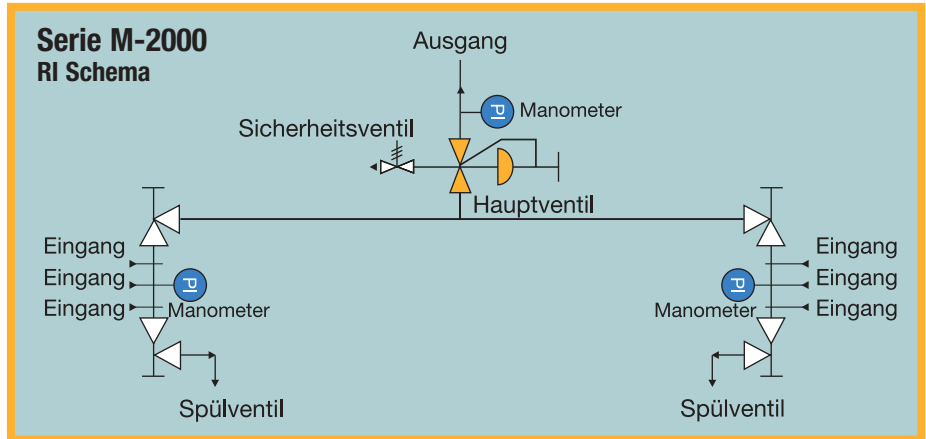 Serie M-2000
RI Schema
Ausgang
PI Manometer
Sicherheitsventil
Hauptventil
Eingang
Eingang
Eingang
PI
Manometer
Spülventil
Eingang
Eingang
Eingang
PI
Manometer
Spülventil